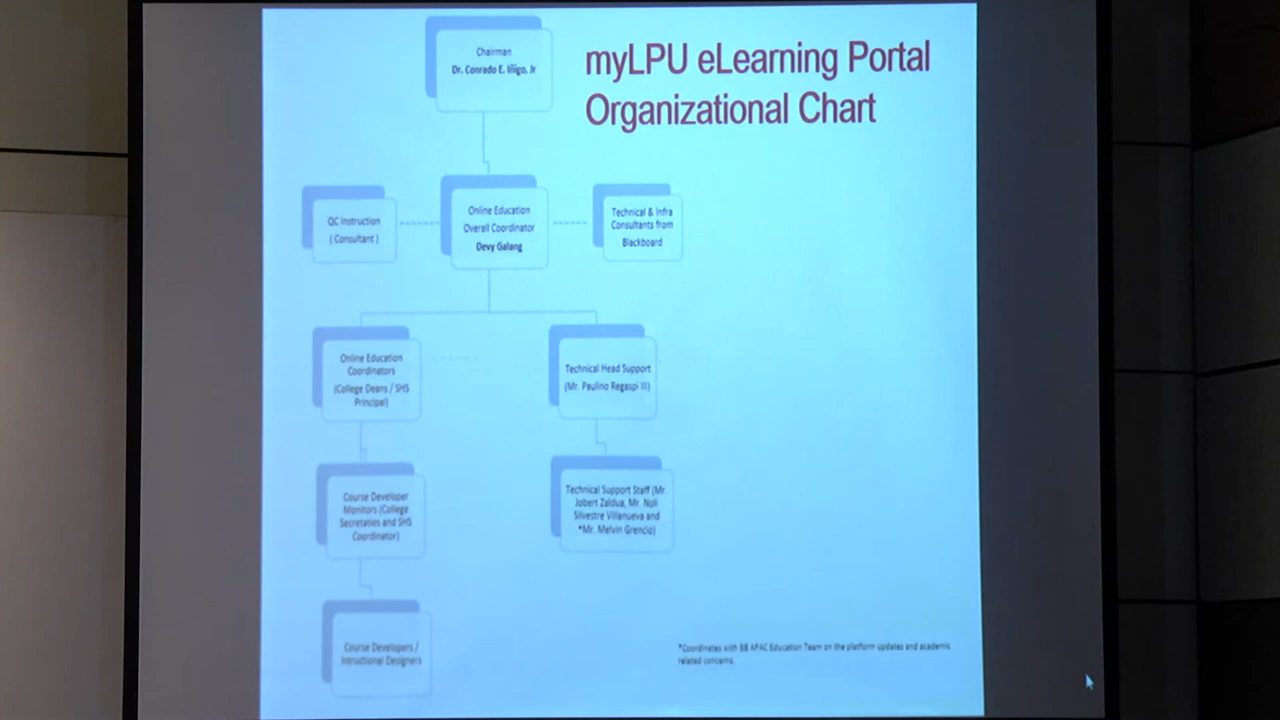 myLPU eLearning Portal
Organizational Chart
Chairman
Dr. Conrado E. Iñigo, Jr
QC Instruction
( Consultant )
Online Education
Overall Coordinator
Devy Galang
Technical & Infra
Consultants from
Blackboard
Online Education
Coordinators
(College Deans / SHS
Principal)
Technical Head Support
(Mr. Paulino Regaspi III)
Course Developer
Monitors (College
Secretaties and SHS
Coordinator)
Technical Support Staff (Mr.
Jobert Zaldua, Mr. Noli
Silvestre Villanueva and
*Mr. Melvin Grencio)
Course Developers /
Intructional Designers
*Coordinates with BB APAC Education Team on the platform updates and academic
related concerns.